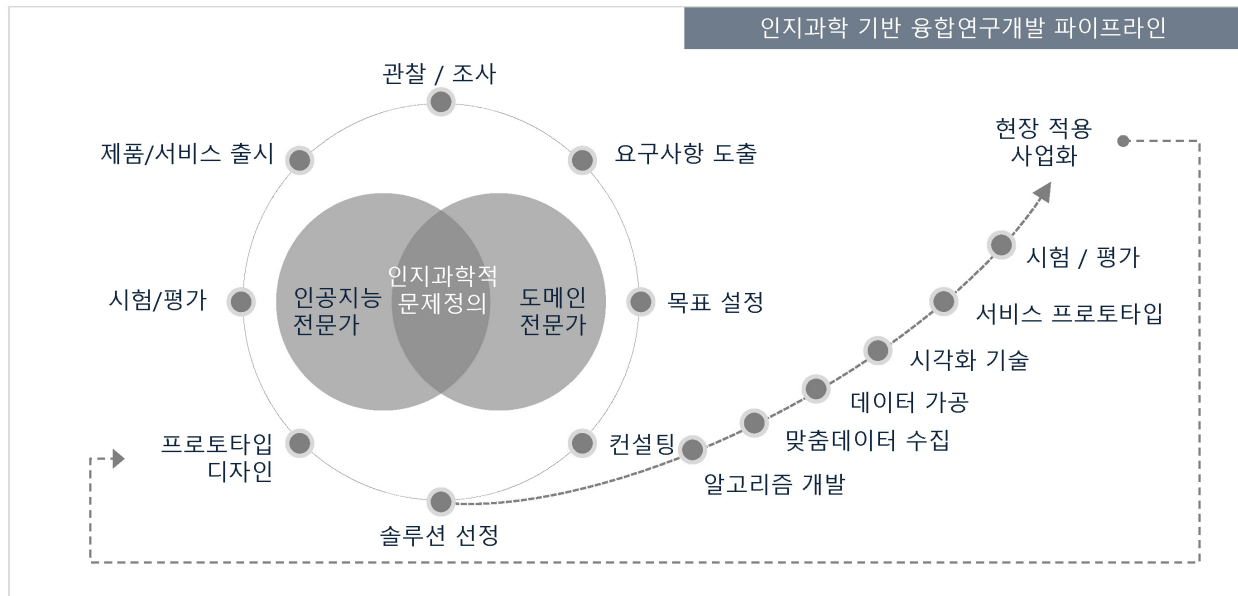 인지과학 기반 융합연구개발 파이프라인
관찰 / 조사
요구사항 도출
목표 설정
컨설팅
솔루션 선정
프로토타입
디자인
시험/평가
제품/서비스 출시
인공지능
전문가
인지과학적
문제정의
도메인
전문가
알고리즘 개발
맞춤데이터 수집
데이터 가공
시각화 기술
서비스 프로토타입
시험 / 평가
현장 적용
사업화